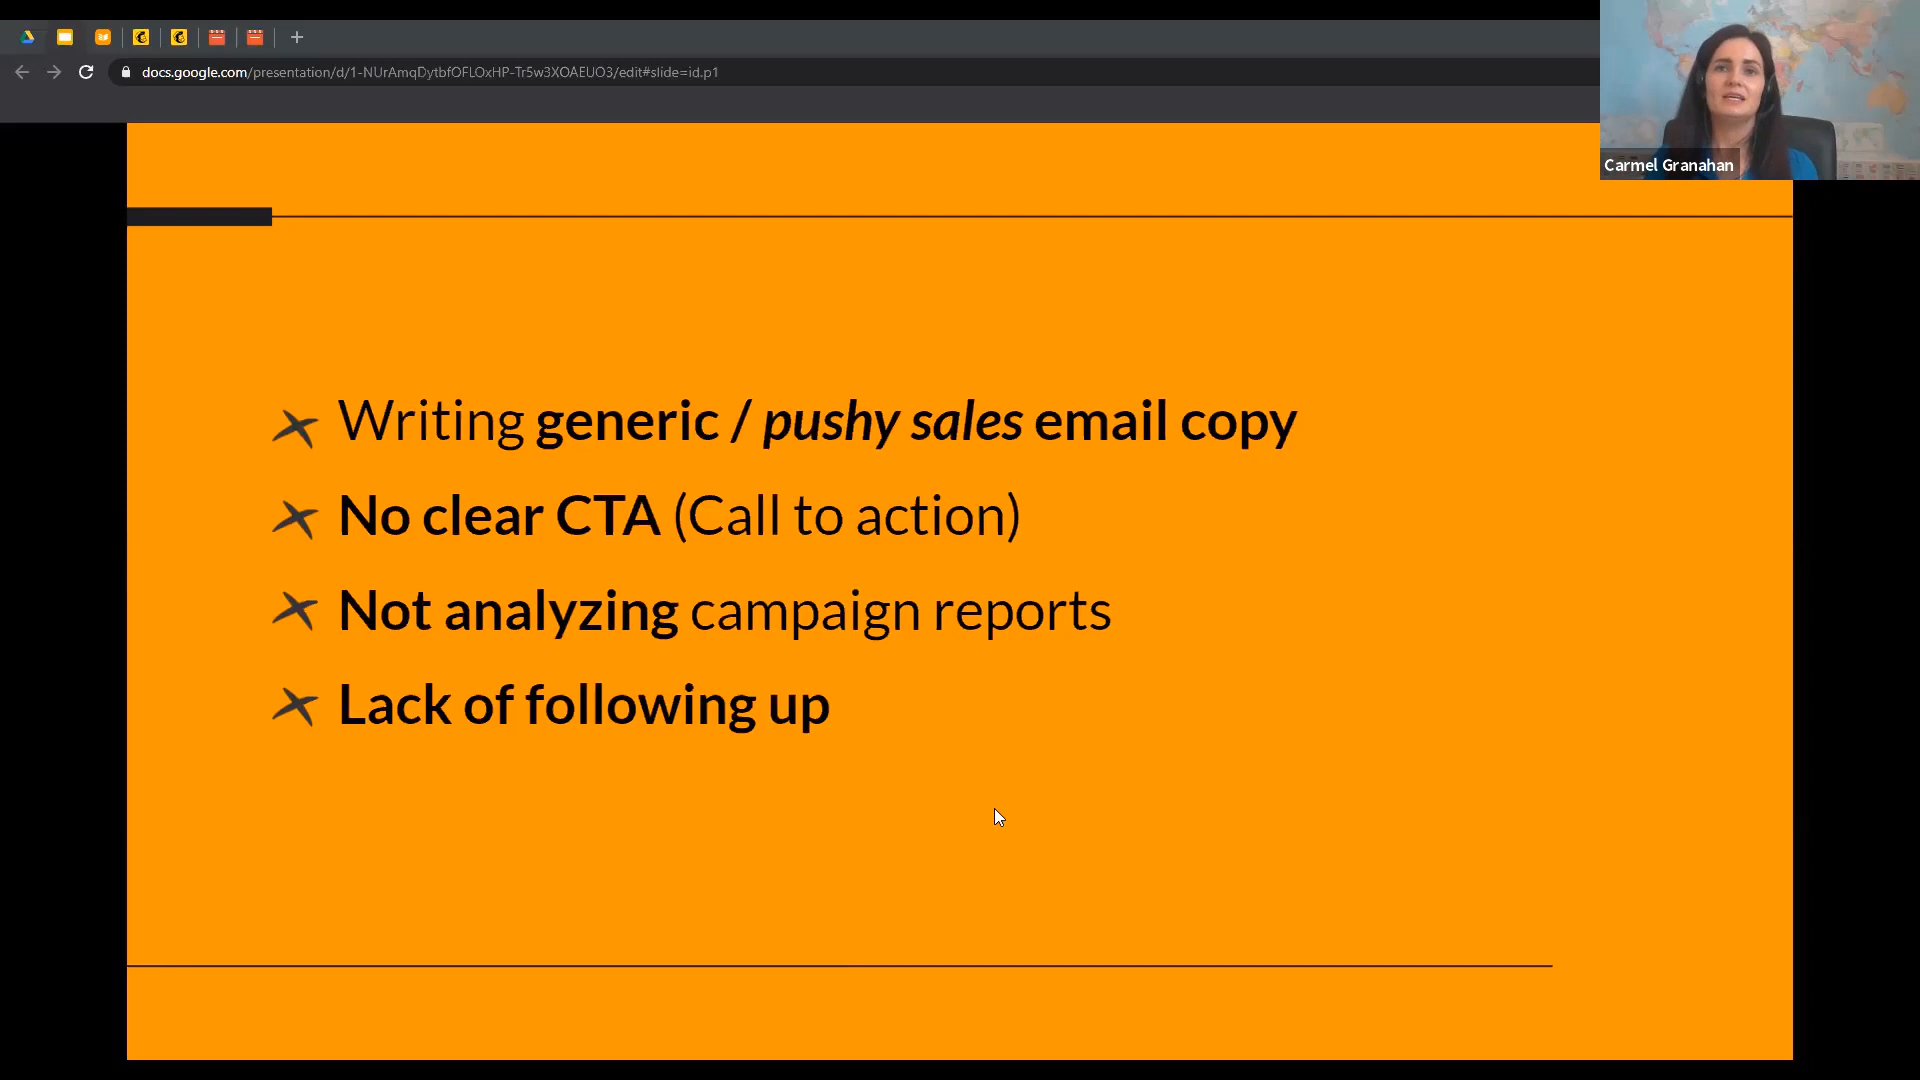 docs.google.com/presentation/d/1-NUrAmqDytbfOFLOxHP-Tr5w3XOAEUO3/edit#slide=id.p1
Carmel Granahan
Writing generic / pushy sales email copy
No clear CTA (Call to action)
Not analyzing campaign reports
Lack of following up